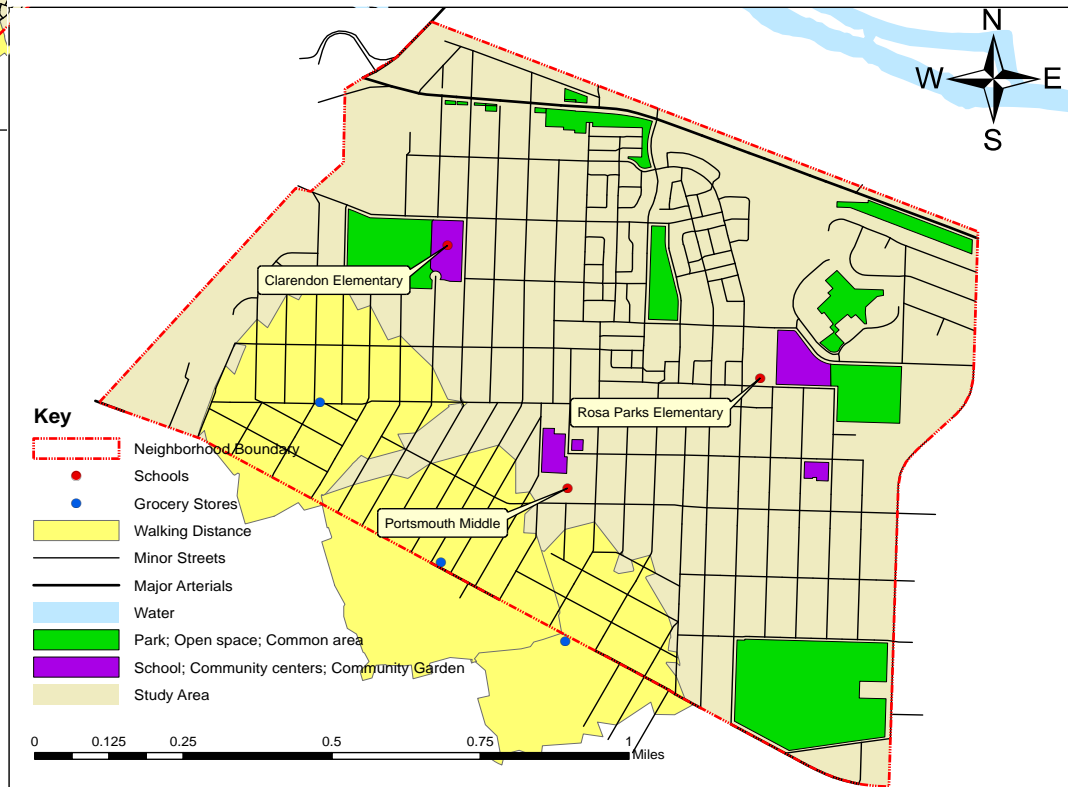 N
W E
S
Clarendon Elementary
Rosa Parks Elementary
Portsmouth Middle
Key
Neighborhood Boundary
Schools
Grocery Stores
Walking Distance
Minor Streets
Major Arterials
Water
Park; Open space; Common area
School; Community centers; Community Garden
Study Area
0 0.125 0.25 0.5 0.75 1
Miles